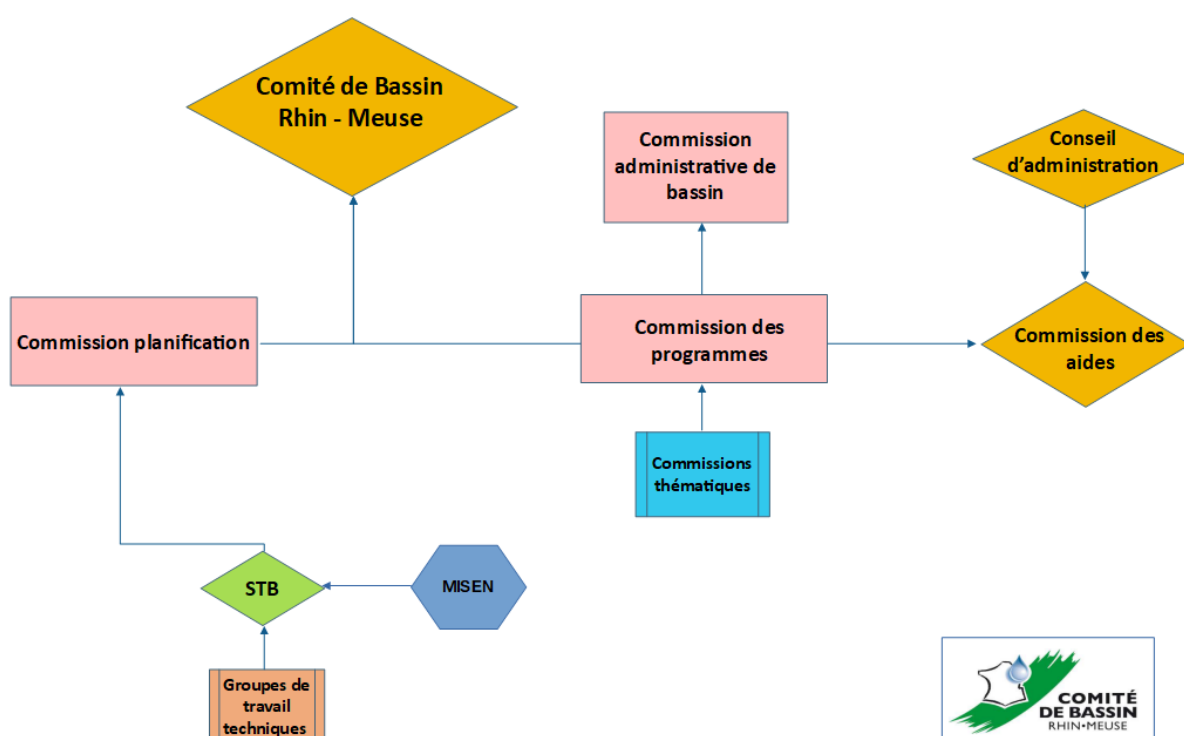 Comité de Bassin
Rhin - Meuse
Commission
administrative de
bassin
Conseil
d'administration
Commission planification
Commission des
programmes
Commission des
aides
Commissions
thématiques
STB
MISEN
Groupes de
travail
techniques
COMITÉ
DE BASSIN
RHIN•MEUSE